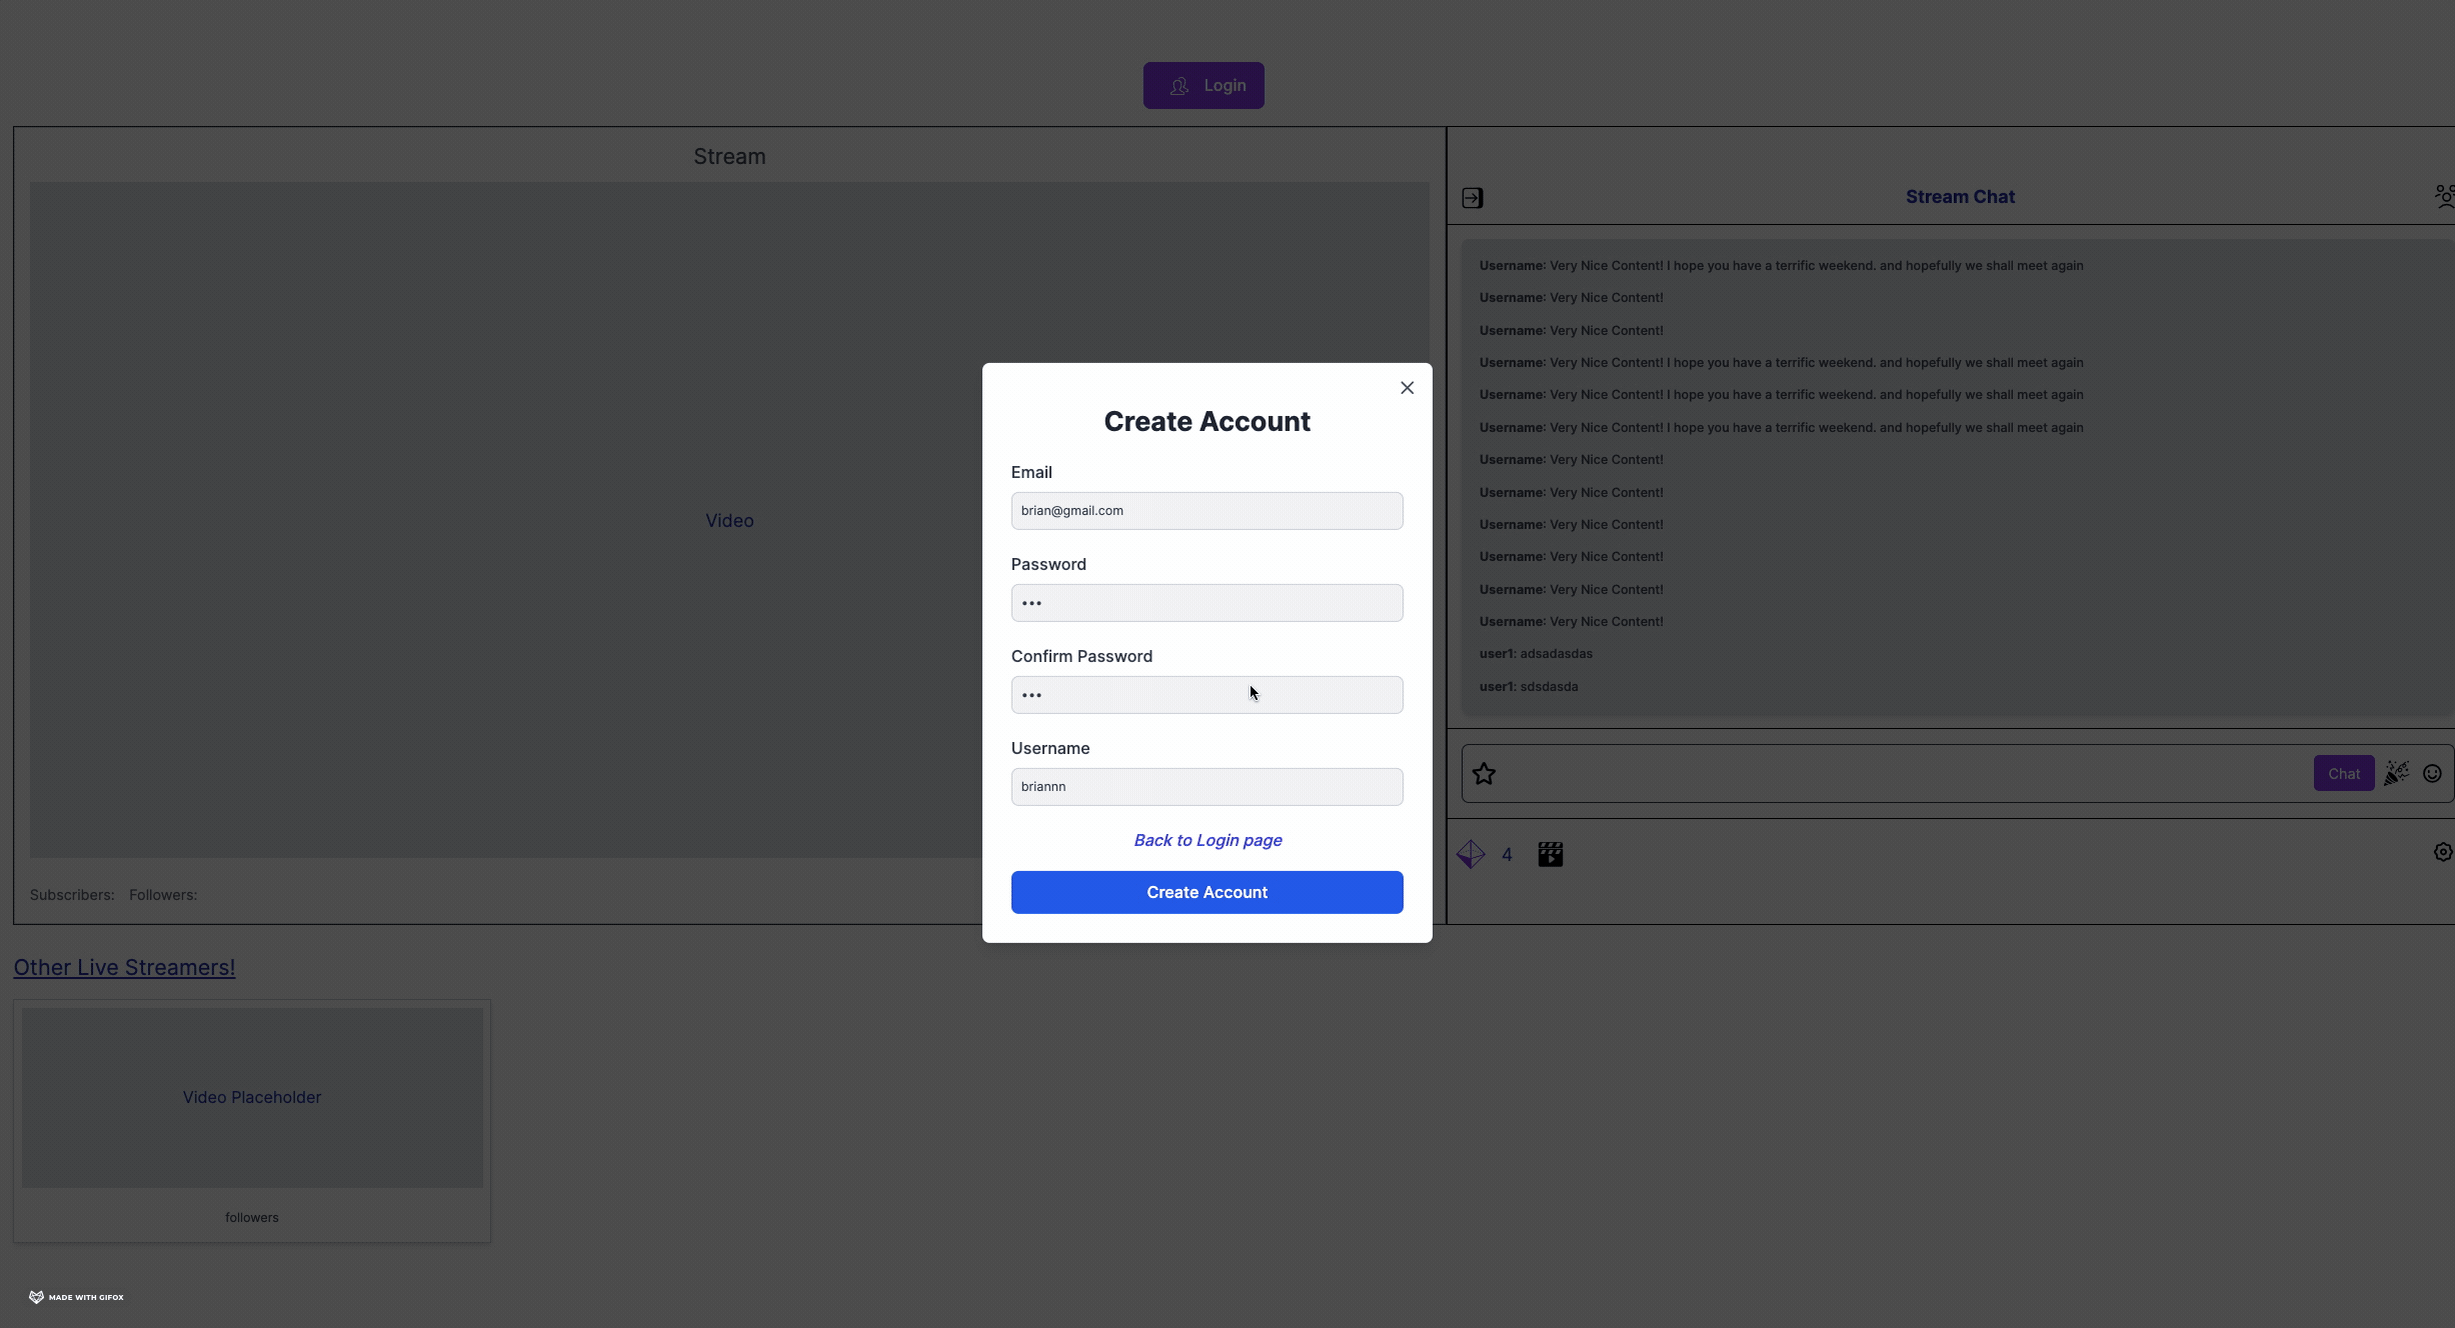 Login
Stream
Video
Subscribers: Followers:
Stream Chat
Username: Very Nice Content! I hope you have a terrific weekend. and hopefully we shall meet again
Username: Very Nice Content!
Username: Very Nice Content!
Username: Very Nice Content! I hope you have a terrific weekend. and hopefully we shall meet again
Username: Very Nice Content! I hope you have a terrific weekend. and hopefully we shall meet again
Username: Very Nice Content! I hope you have a terrific weekend. and hopefully we shall meet again
Username: Very Nice Content!
Username: Very Nice Content!
Username: Very Nice Content!
Username: Very Nice Content!
Username: Very Nice Content!
Username: Very Nice Content!
user1: adsadasdas
user1: sdsdasda
Chat
4
Create Account
Email
brian@gmail.com
Password
•••
Confirm Password
•••
Username
briannn
Back to Login page
Create Account
Other Live Streamers!
Video Placeholder
followers
MADE WITH GIFOX